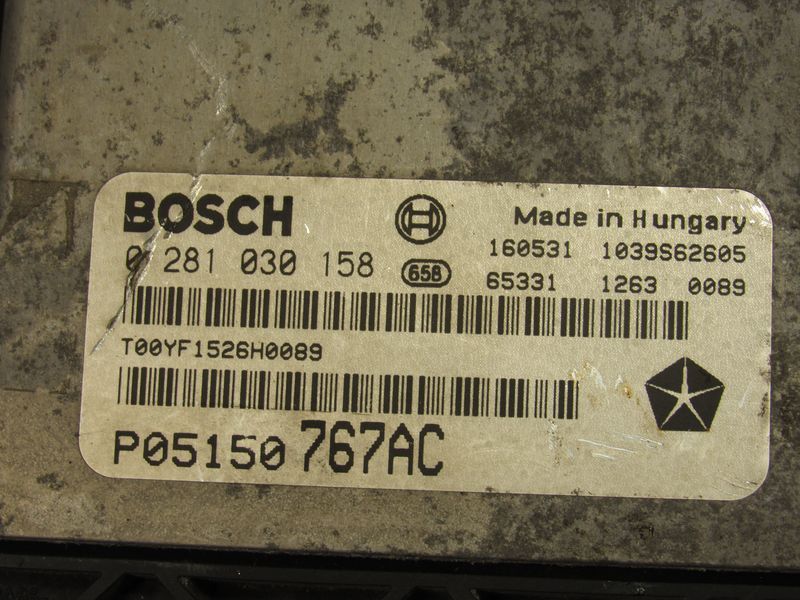 BOSCH
Made in Hungary
0 281 030 158
658
160531 1039S62605
65331 1263 0089
T00YF1526H0089
P05150767AC